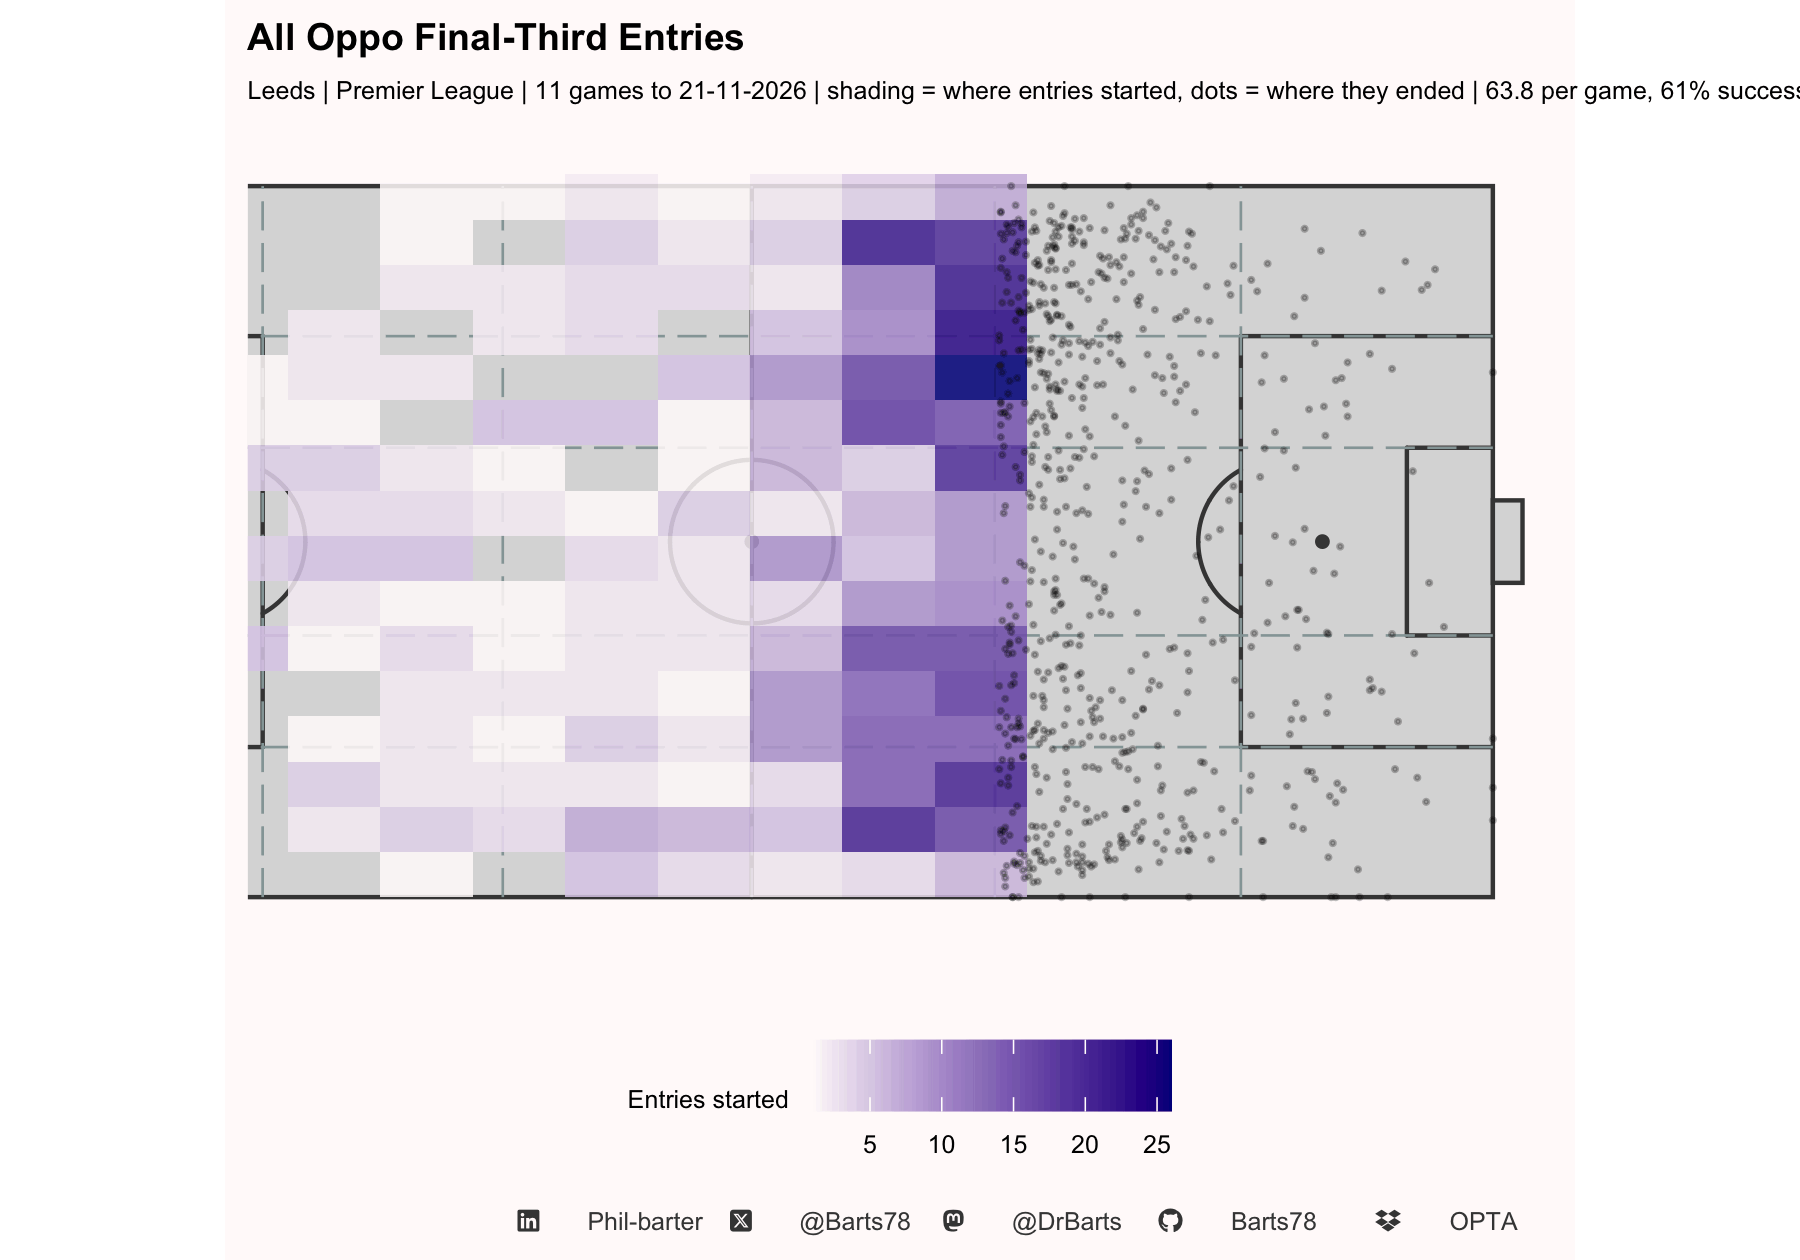 All Oppo Final-Third Entries
Leeds | Premier League | 11 games to 21-11-2026 | shading = where entries started, dots = where they ended | 63.8 per game, 61% success
Entries started
5 10 15 20 25
Phil-barter @Barts78 @DrBarts Barts78 OPTA